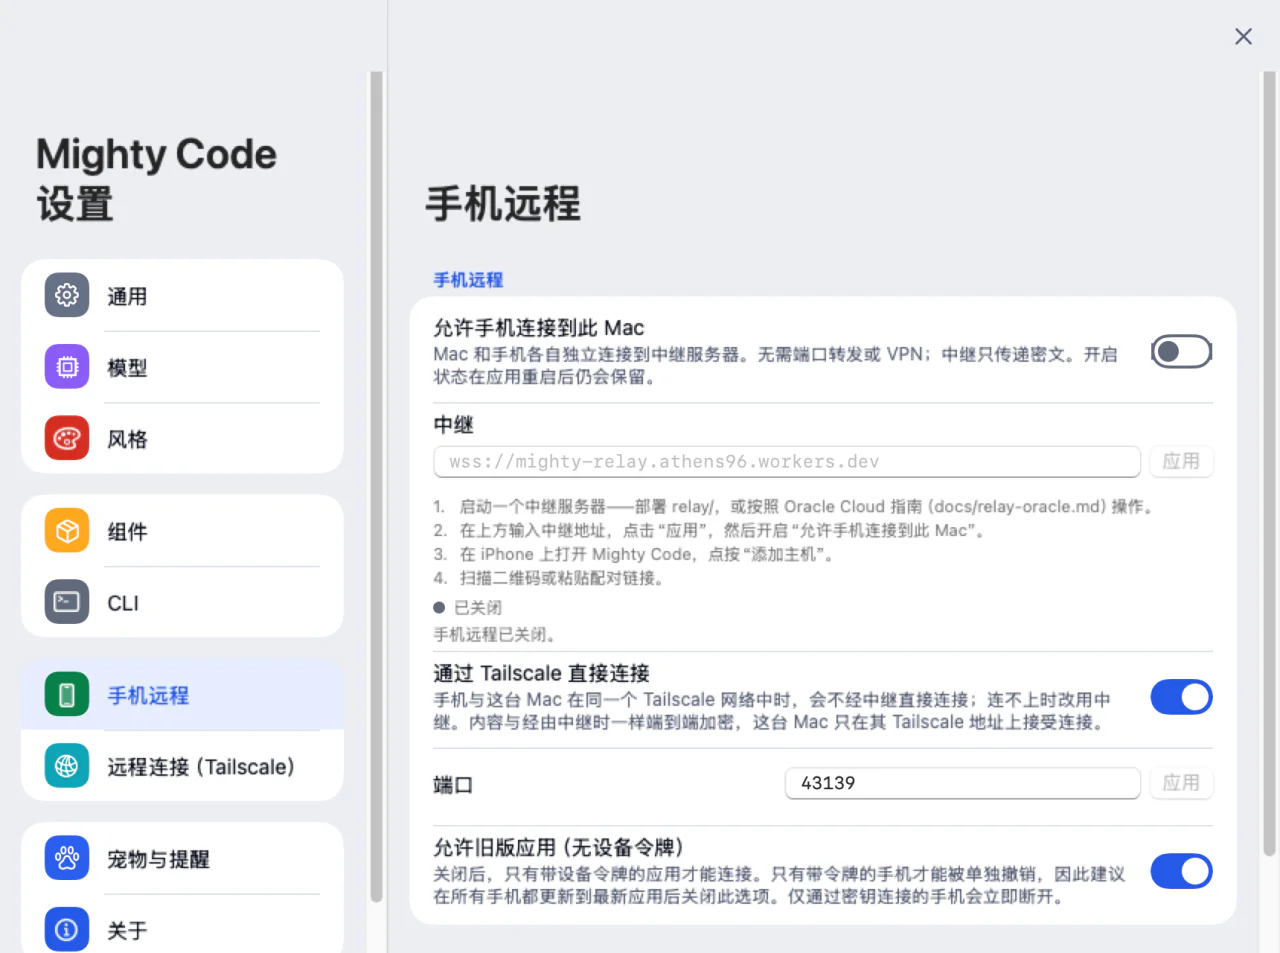 Mighty Code
设置
通用
模型
风格
组件
CLI
手机远程
远程连接 (Tailscale)
宠物与提醒
关于
手机远程
手机远程
允许手机连接到此 Mac
Mac 和手机各自独立连接到中继服务器。无需端口转发或 VPN；中继只传递密文。开启
状态在应用重启后仍会保留。
中继
wss://mighty-relay.athens96.workers.dev
应用
1. 启动一个中继服务器——部署 relay/，或按照 Oracle Cloud 指南 (docs/relay-oracle.md) 操作。
2. 在上方输入中继地址，点击“应用”，然后开启“允许手机连接到此 Mac”。
3. 在 iPhone 上打开 Mighty Code，点按“添加主机”。
4. 扫描二维码或粘贴配对链接。
已关闭
手机远程已关闭。
通过 Tailscale 直接连接
手机与这台 Mac 在同一个 Tailscale 网络中时，会不经中继直接连接；连不上时改用中
继。内容与经由中继时一样端到端加密，这台 Mac 只在其 Tailscale 地址上接受连接。
端口
43139
应用
允许旧版应用 (无设备令牌)
关闭后，只有带设备令牌的应用才能连接。只有带令牌的手机才能被单独撤销，因此建议
在所有手机都更新到最新应用后关闭此选项。仅通过密钥连接的手机会立即断开。